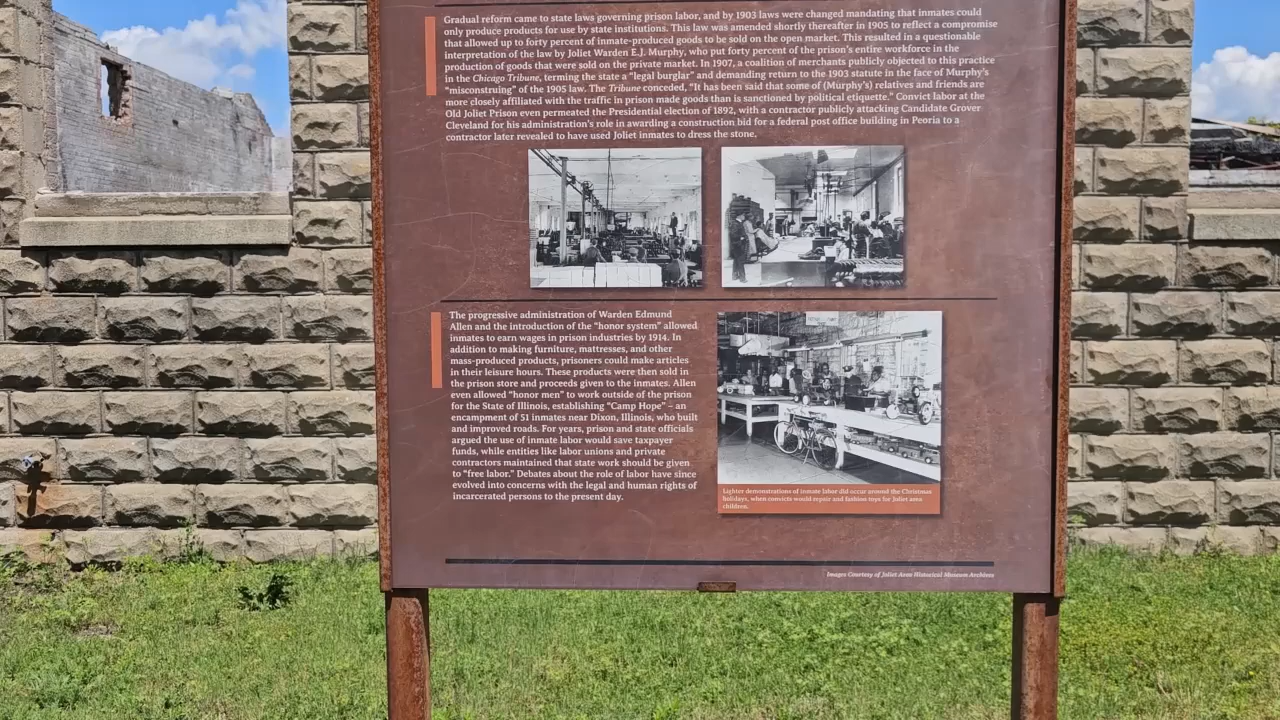 Gradual reform came to state laws governing prison labor, and by 1903 laws were changed mandating that inmates could
only produce products for use by state institutions. This law was amended shortly thereafter in 1905 to reflect a compromise
that allowed up to forty percent of inmate-produced goods to be sold on the open market. This resulted in a questionable
interpretation of the law by Joliet Warden E.J. Murphy, who put forty percent of the prison's entire workforce in the
production of goods that were sold on the private market. In 1907, a coalition of merchants publicly objected to this practice
in the Chicago Tribune, terming the state a "legal burglar" and demanding return to the 1903 statute in the face of Murphy's
"misconstruing" of the 1905 law. The Tribune conceded, "It has been said that some of (Murphy's) relatives and friends are
more closely affiliated with the traffic in prison made goods than is sanctioned by political etiquette." Convict labor at the
Old Joliet Prison even permeated the Presidential election of 1892, with a contractor publicly attacking Candidate Grover
Cleveland for his administration's role in awarding a construction bid for a federal post office building in Peoria to a
contractor later revealed to have used Joliet inmates to dress the stone.
The progressive administration of Warden Edmund
Allen and the introduction of the "honor system" allowed
inmates to earn wages in prison industries by 1914. In
addition to making furniture, mattresses, and other
mass-produced products, prisoners could make articles
in their leisure hours. These products were then sold in
the prison store and proceeds given to the inmates. Allen
even allowed "honor men" to work outside of the prison
for the State of Illinois, establishing "Camp Hope" – an
encampment of 51 inmates near Dixon, Illinois, who built
and improved roads. For years, prison and state officials
argued the use of inmate labor would save taxpayer
funds, while entities like labor unions and private
contractors maintained that state work should be given
to "free labor." Debates about the role of labor have since
evolved into concerns with the legal and human rights of
incarcerated persons to the present day.
Lighter demonstrations of inmate labor did occur around the Christmas
holidays, when convicts would repair and fashion toys for Joliet area
children.
Images Courtesy of Joliet Area Historical Museum Archives